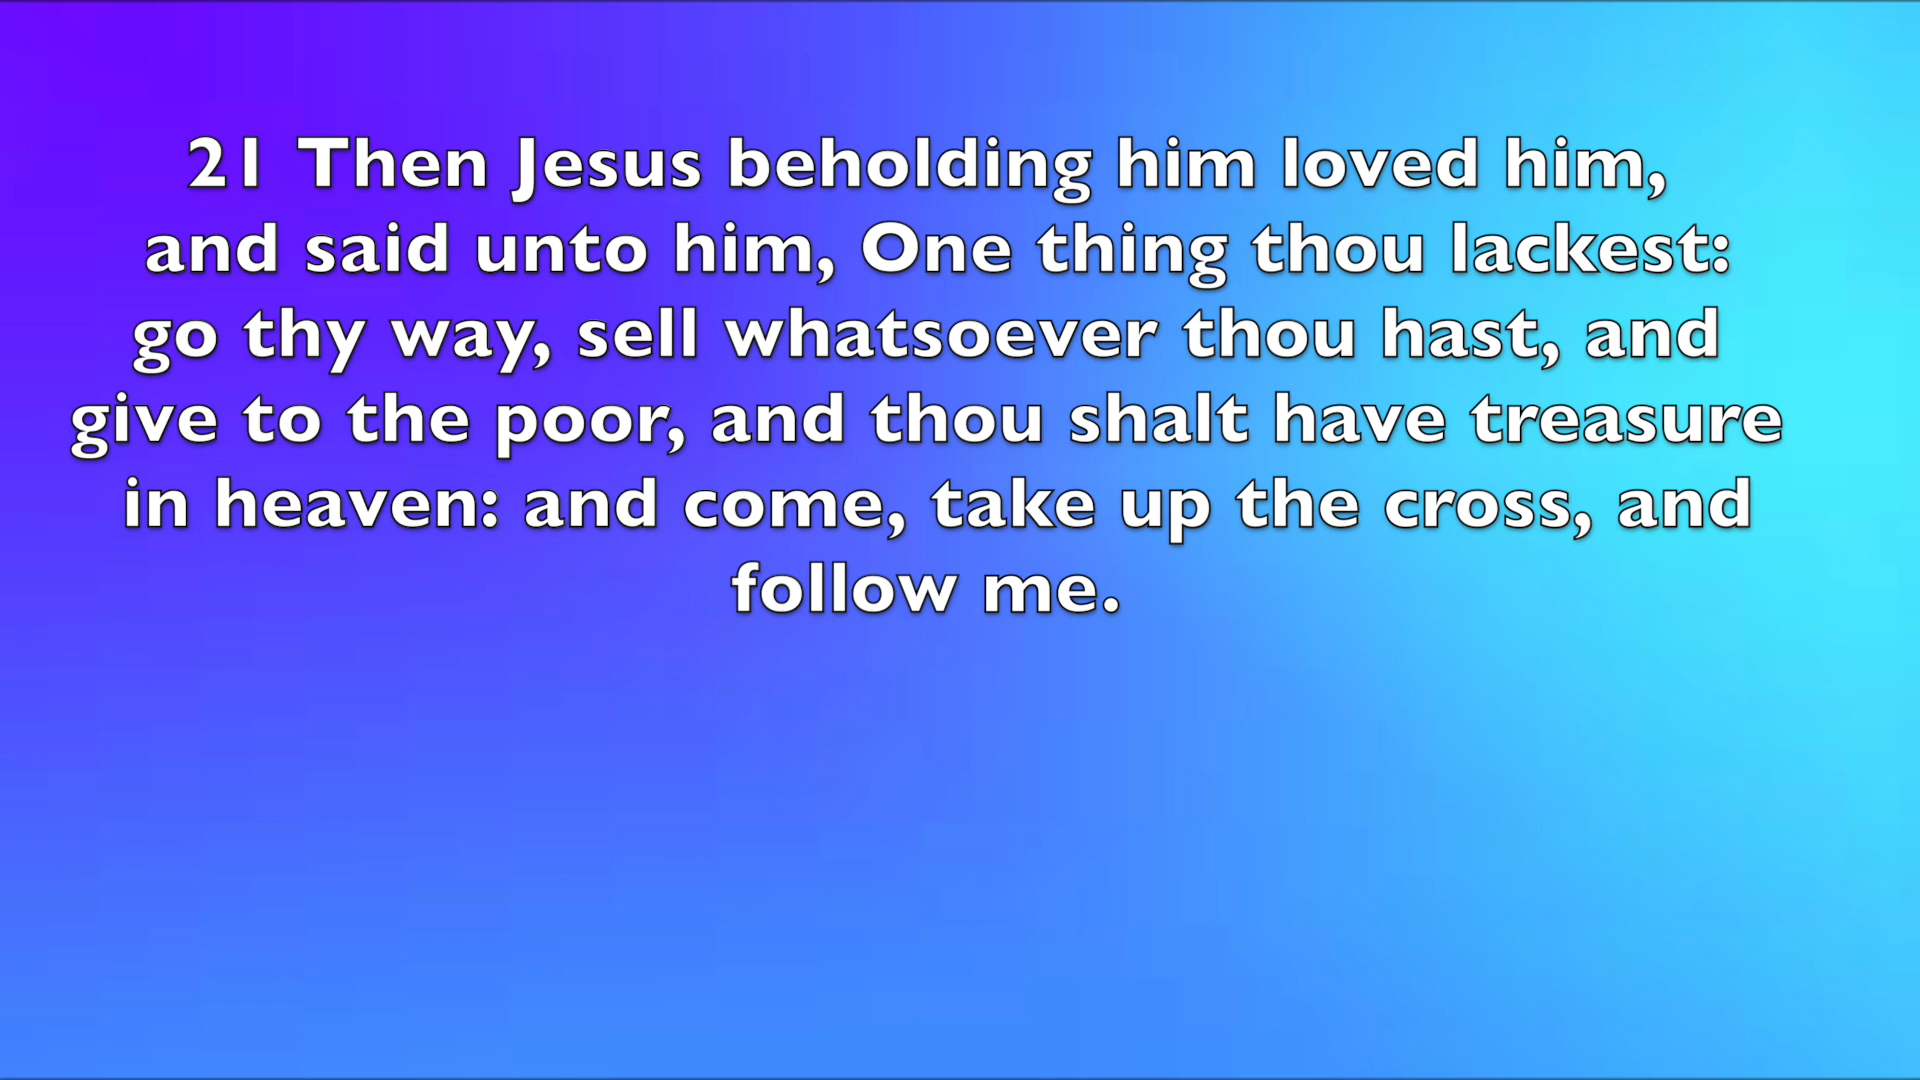 21 Then Jesus beholding him loved him,
and said unto him, One thing thou lackest:
go thy way, sell whatsoever thou hast, and
give to the poor, and thou shalt have treasure
in heaven: and come, take up the cross, and
follow me.